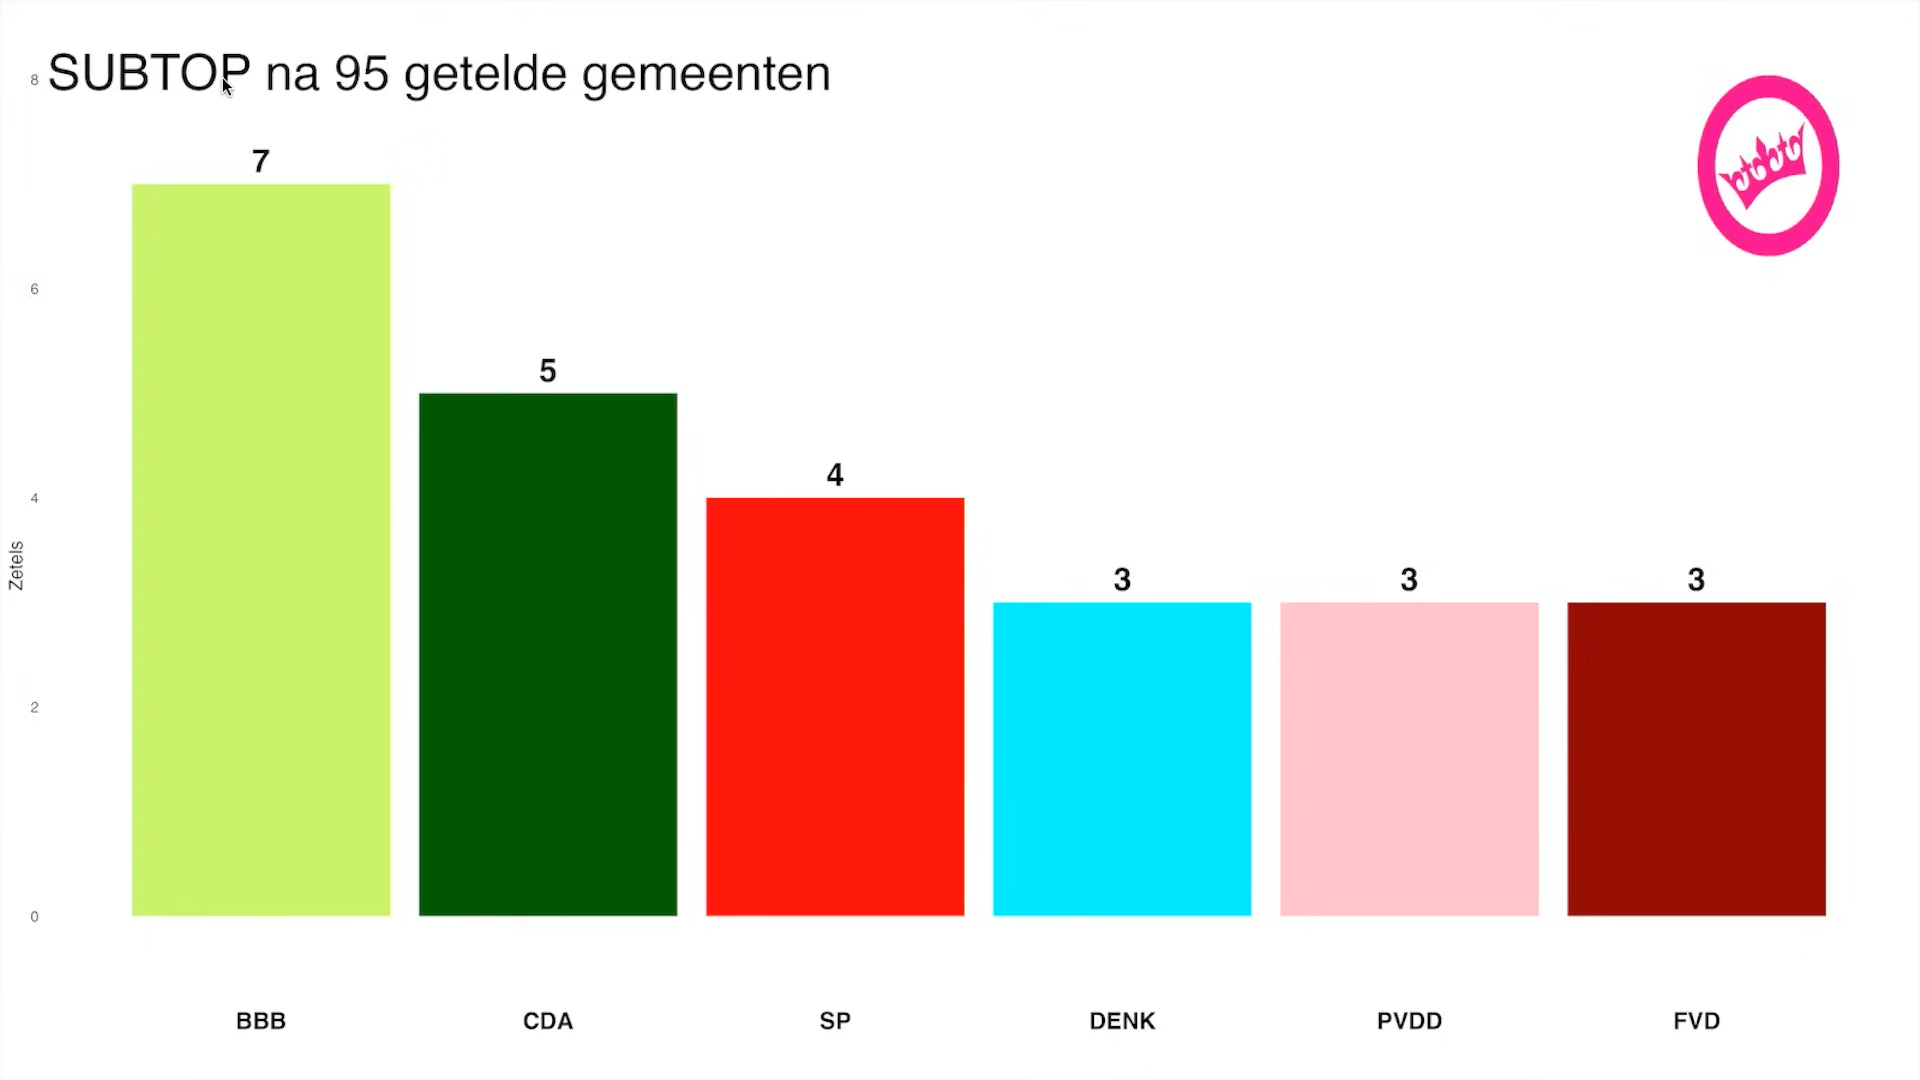 SUBTOP na 95 getelde gemeenten
8
6
4
2
0
Zetels
7
5
4
3
3
3
BBB
CDA
SP
DENK
PVDD
FVD